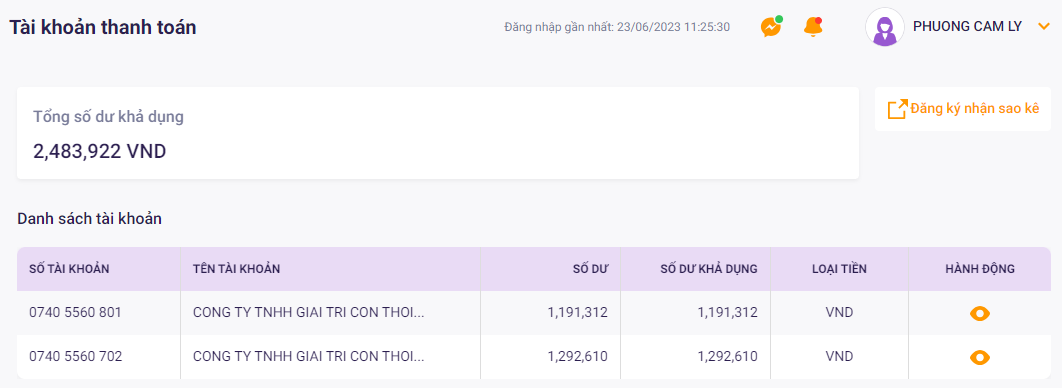 Tài khoản thanh toán
Đăng nhập gần nhất: 23/06/2023 11:25:30
PHUONG CAM LY
Tổng số dư khả dụng
2,483,922 VND
Đăng ký nhận sao kê
Danh sách tài khoản
SỐ TÀI KHOẢN TÊN TÀI KHOẢN SỐ DƯ SỐ DƯ KHẢ DỤNG LOẠI TIỀN HÀNH ĐỘNG
0740 5560 801 CONG TY TNHH GIAI TRI CON THOI... 1,191,312 1,191,312 VND
0740 5560 702 CONG TY TNHH GIAI TRI CON THOI... 1,292,610 1,292,610 VND